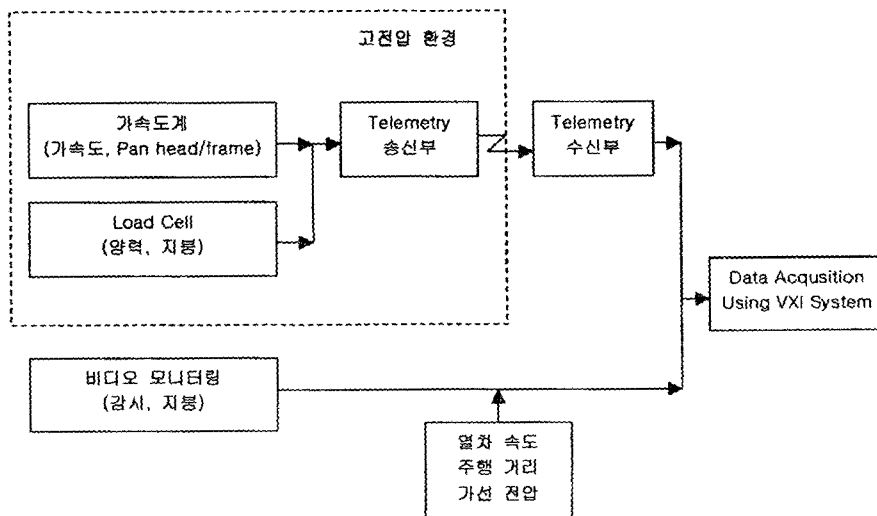 고전압 환경
가속도계
(가속도, Pan head/frame)
Telemetry
송신부
Telemetry
수신부
Load Cell
(양력, 지붕)
Data Acqusition
Using VXI System
비디오 모니터링
(감시, 지붕)
열차 속도
주행 거리
가선 전압